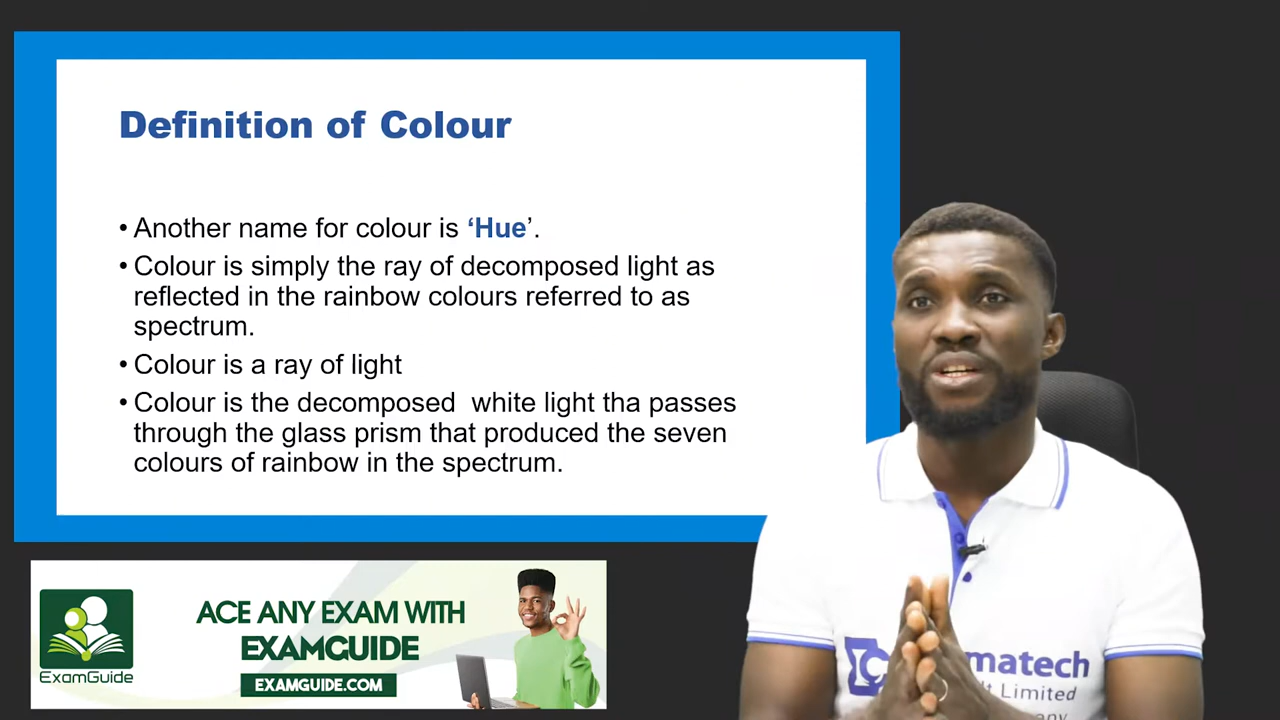 Definition of Colour
• Another name for colour is ‘Hue’.
• Colour is simply the ray of decomposed light as
reflected in the rainbow colours referred to as
spectrum.
• Colour is a ray of light
• Colour is the decomposed white light tha passes
through the glass prism that produced the seven
colours of rainbow in the spectrum.
ExamGuide
ACE ANY EXAM WITH
EXAMGUIDE
EXAMGUIDE.COM
Limited